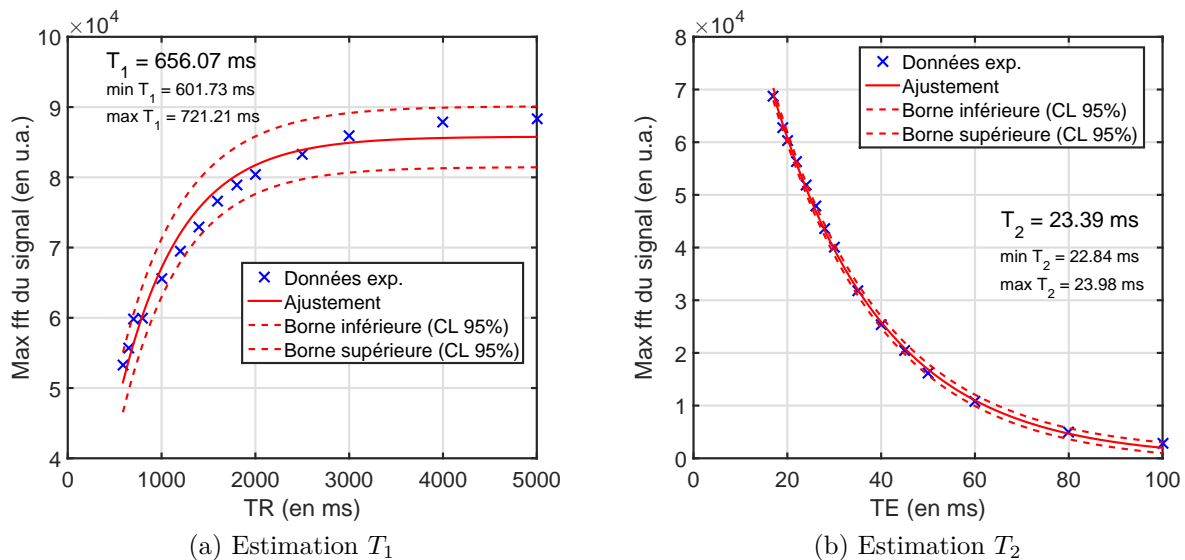 ×10⁴
10
9
8
7
6
5
4
0
1000
2000
3000
4000
5000
TR (en ms)
Max fft du signal (en u.a.)
T₁ = 656.07 ms
min T₁ = 601.73 ms
max T₁ = 721.21 ms
Données exp.
Ajustement
Borne inférieure (CL 95%)
Borne supérieure (CL 95%)
(a) Estimation T₁
×10⁴
8
7
6
5
4
3
2
1
0
0
20
40
60
80
100
TE (en ms)
Max fft du signal (en u.a.)
Données exp.
Ajustement
Borne inférieure (CL 95%)
Borne supérieure (CL 95%)
T₂ = 23.39 ms
min T₂ = 22.84 ms
max T₂ = 23.98 ms
(b) Estimation T₂